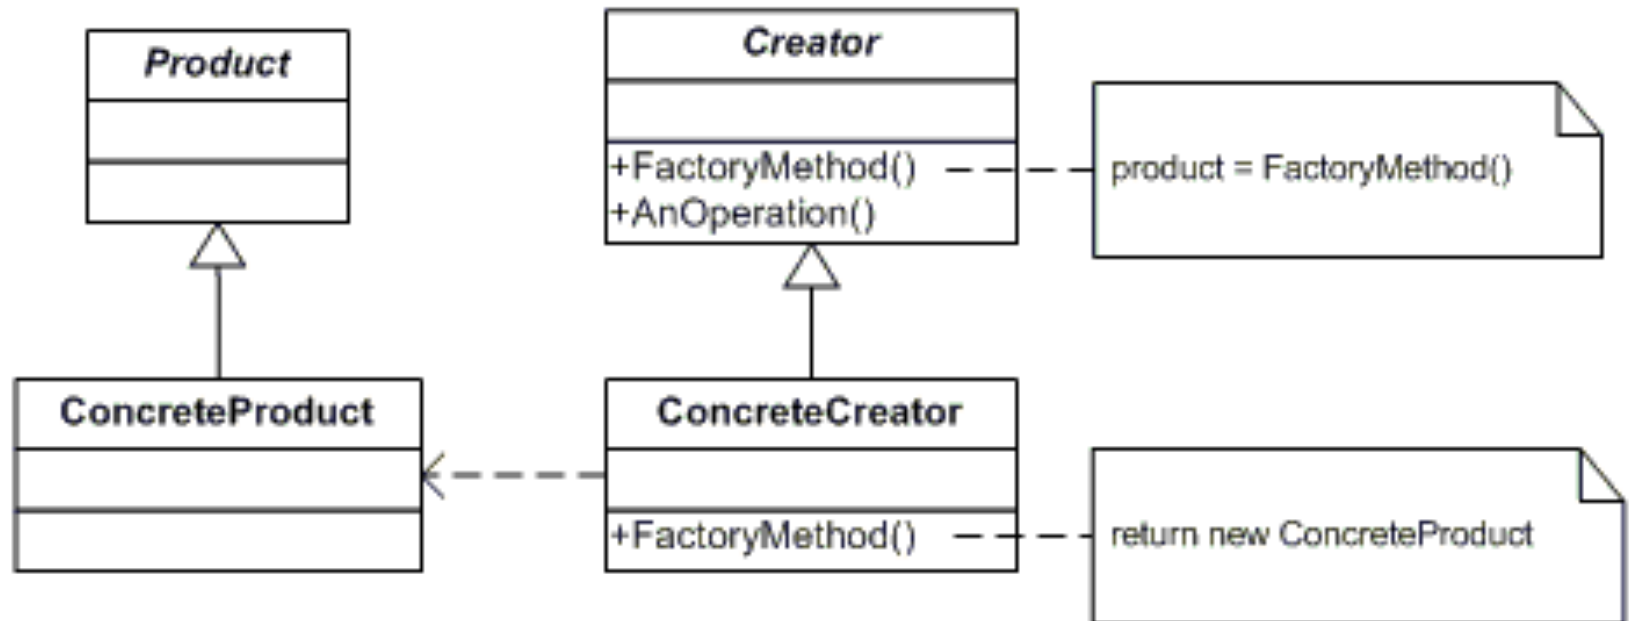 Product
Creator
+FactoryMethod()
+AnOperation()
product = FactoryMethod()
ConcreteProduct
ConcreteCreator
+FactoryMethod()
return new ConcreteProduct